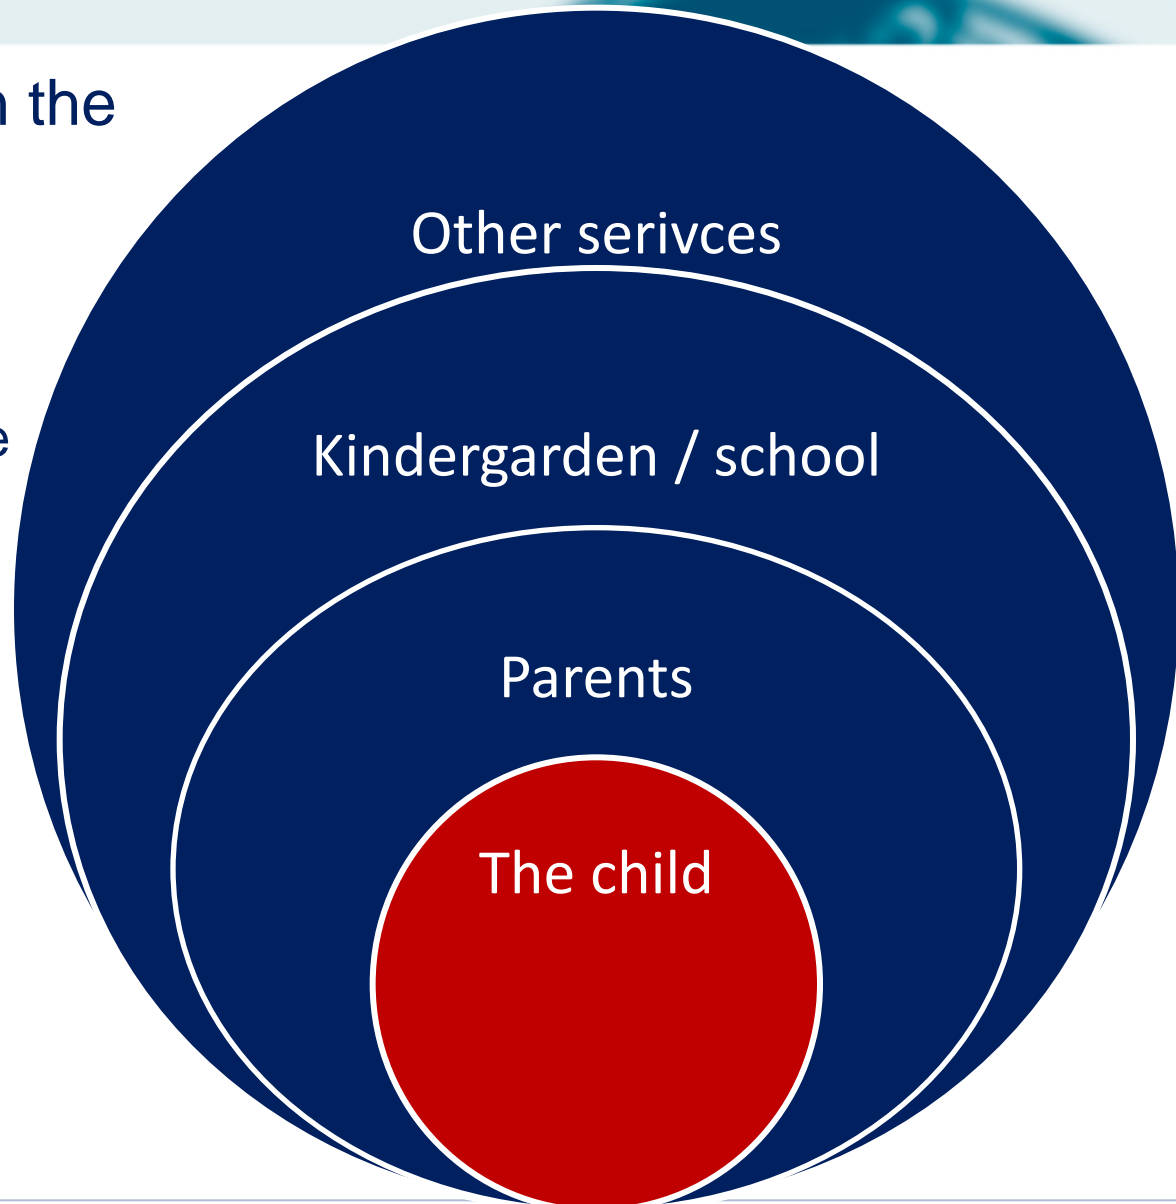 the
Other serivces
Kindergarden / school
Parents
The child